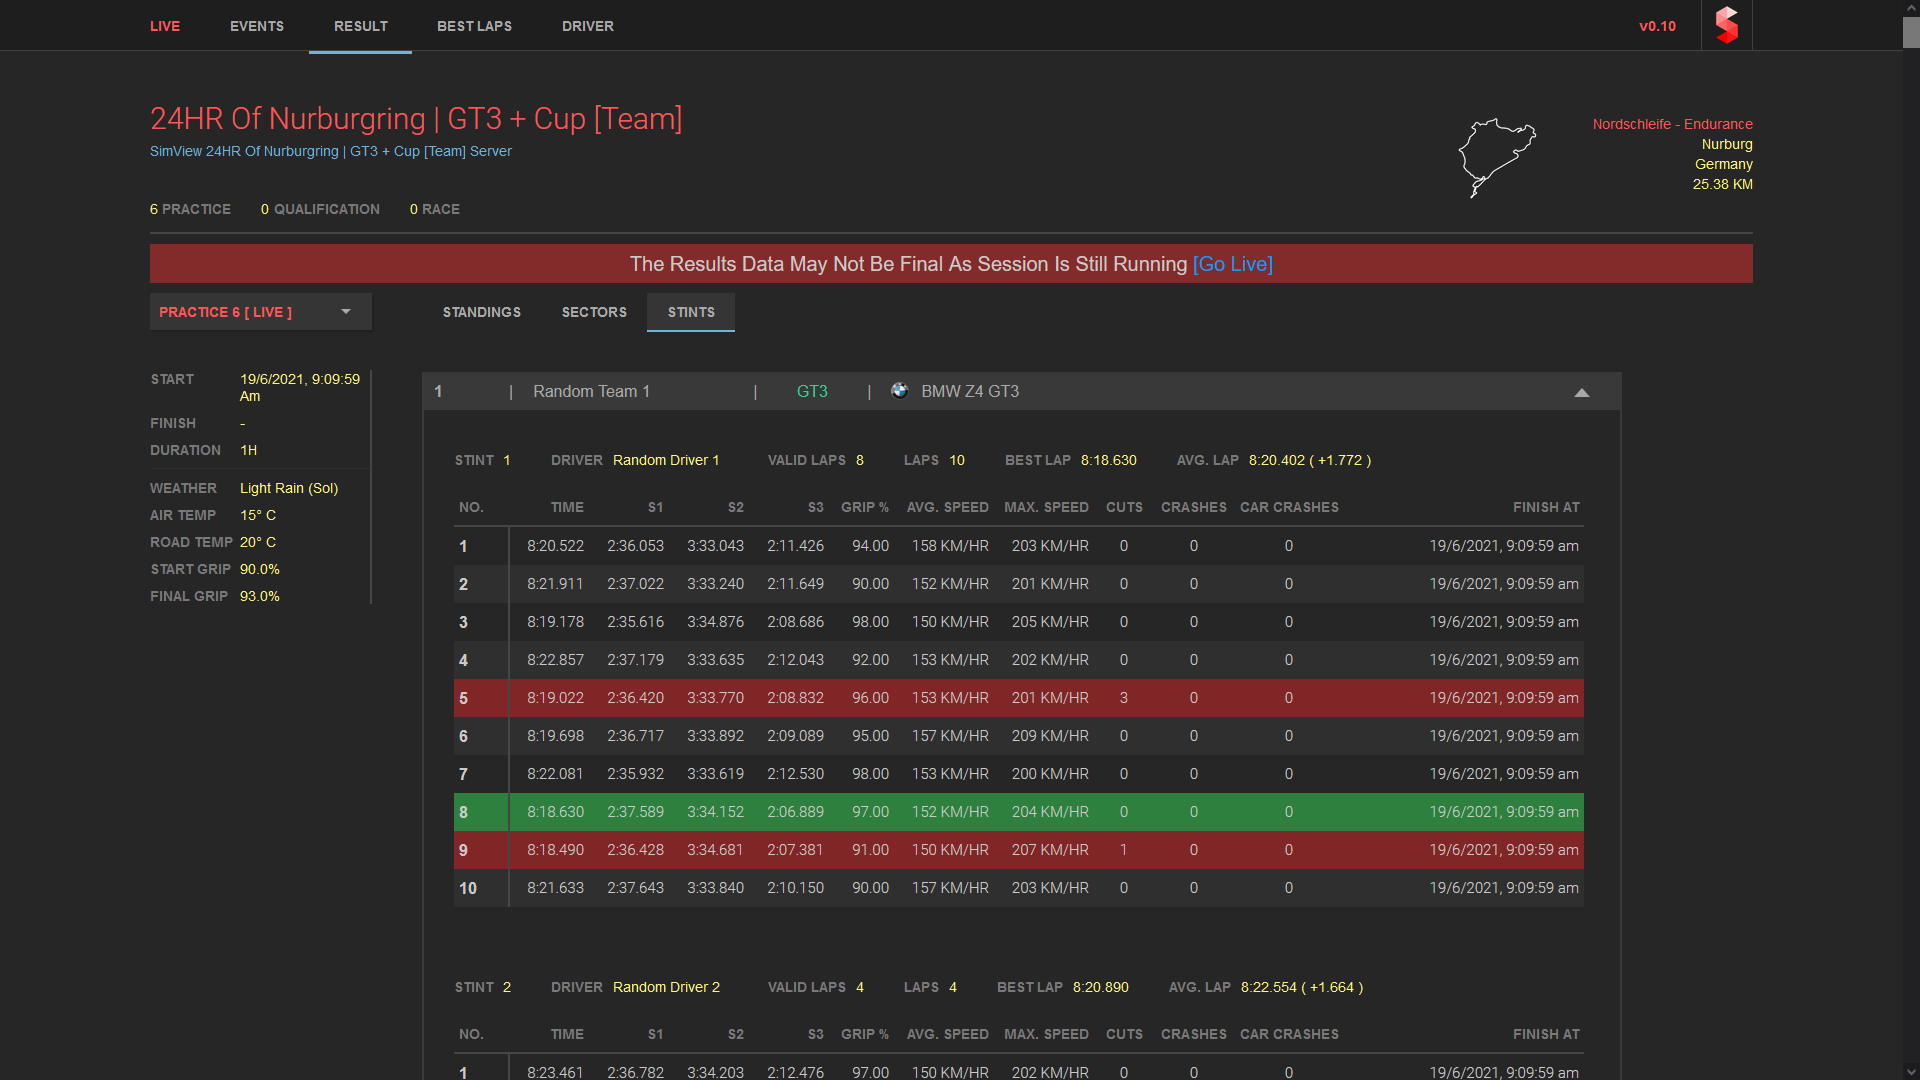 LIVE EVENTS RESULT BEST LAPS DRIVER v0.10
24HR Of Nurburgring | GT3 + Cup [Team]
SimView 24HR Of Nurburgring | GT3 + Cup [Team] Server
Nordschleife - Endurance
Nurburg
Germany
25.38 KM
6 PRACTICE 0 QUALIFICATION 0 RACE
The Results Data May Not Be Final As Session Is Still Running [Go Live]
PRACTICE 6 [ LIVE ] STANDINGS SECTORS STINTS
START 19/6/2021, 9:09:59
Am
FINISH -
DURATION 1H
WEATHER Light Rain (Sol)
AIR TEMP 15° C
ROAD TEMP 20° C
START GRIP 90.0%
FINAL GRIP 93.0%
1 | Random Team 1 | GT3 | BMW Z4 GT3
STINT 1 DRIVER Random Driver 1 VALID LAPS 8 LAPS 10 BEST LAP 8:18.630 AVG. LAP 8:20.402 ( +1.772 )
NO. TIME S1 S2 S3 GRIP % AVG. SPEED MAX. SPEED CUTS CRASHES CAR CRASHES FINISH AT
1 8:20.522 2:36.053 3:33.043 2:11.426 94.00 158 KM/HR 203 KM/HR 0 0 0 19/6/2021, 9:09:59 am
2 8:21.911 2:37.022 3:33.240 2:11.649 90.00 152 KM/HR 201 KM/HR 0 0 0 19/6/2021, 9:09:59 am
3 8:19.178 2:35.616 3:34.876 2:08.686 98.00 150 KM/HR 205 KM/HR 0 0 0 19/6/2021, 9:09:59 am
4 8:22.857 2:37.179 3:33.635 2:12.043 92.00 153 KM/HR 202 KM/HR 0 0 0 19/6/2021, 9:09:59 am
5 8:19.022 2:36.420 3:33.770 2:08.832 96.00 153 KM/HR 201 KM/HR 3 0 0 19/6/2021, 9:09:59 am
6 8:19.698 2:36.717 3:33.892 2:09.089 95.00 157 KM/HR 209 KM/HR 0 0 0 19/6/2021, 9:09:59 am
7 8:22.081 2:35.932 3:33.619 2:12.530 98.00 153 KM/HR 200 KM/HR 0 0 0 19/6/2021, 9:09:59 am
8 8:18.630 2:37.589 3:34.152 2:06.889 97.00 152 KM/HR 204 KM/HR 0 0 0 19/6/2021, 9:09:59 am
9 8:18.490 2:36.428 3:34.681 2:07.381 91.00 150 KM/HR 207 KM/HR 1 0 0 19/6/2021, 9:09:59 am
10 8:21.633 2:37.643 3:33.840 2:10.150 90.00 157 KM/HR 203 KM/HR 0 0 0 19/6/2021, 9:09:59 am
STINT 2 DRIVER Random Driver 2 VALID LAPS 4 LAPS 4 BEST LAP 8:20.890 AVG. LAP 8:22.554 ( +1.664 )
NO. TIME S1 S2 S3 GRIP % AVG. SPEED MAX. SPEED CUTS CRASHES CAR CRASHES FINISH AT
1 8:23.461 2:36.782 3:34.203 2:12.476 97.00 150 KM/HR 202 KM/HR 0 0 0 19/6/2021, 9:09:59 am